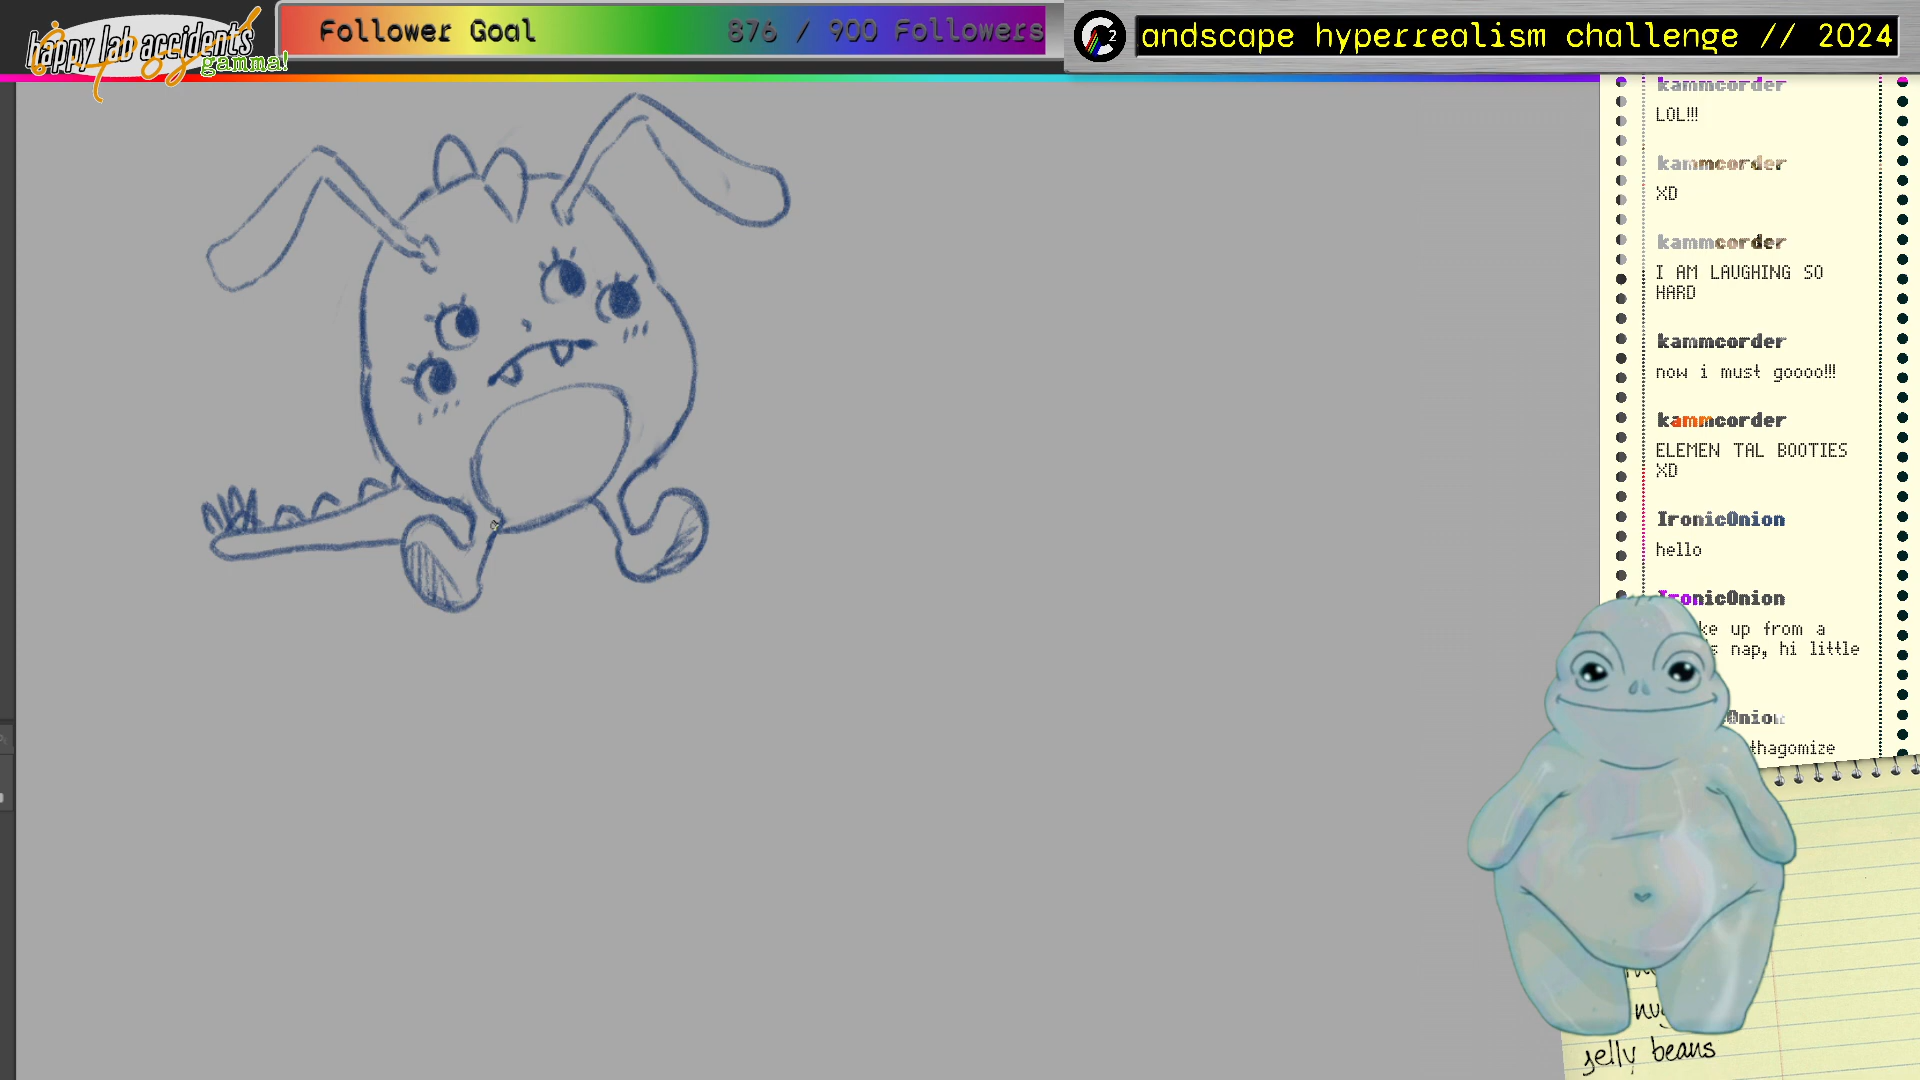 happy lab accidents
gamma!
Follower Goal
876 / 900 Followers
andscape hyperrealism challenge // 2024
kammcorder
LOL!!!
kammcorder
XD
kammcorder
I AM LAUGHING SO
HARD
kammcorder
now i must goooo!!!
kammcorder
ELEMEN TAL BOOTIES
XD
IronicOnion
hello
IronicOnion
up from a
nap, hi little
thagomize
jelly beans